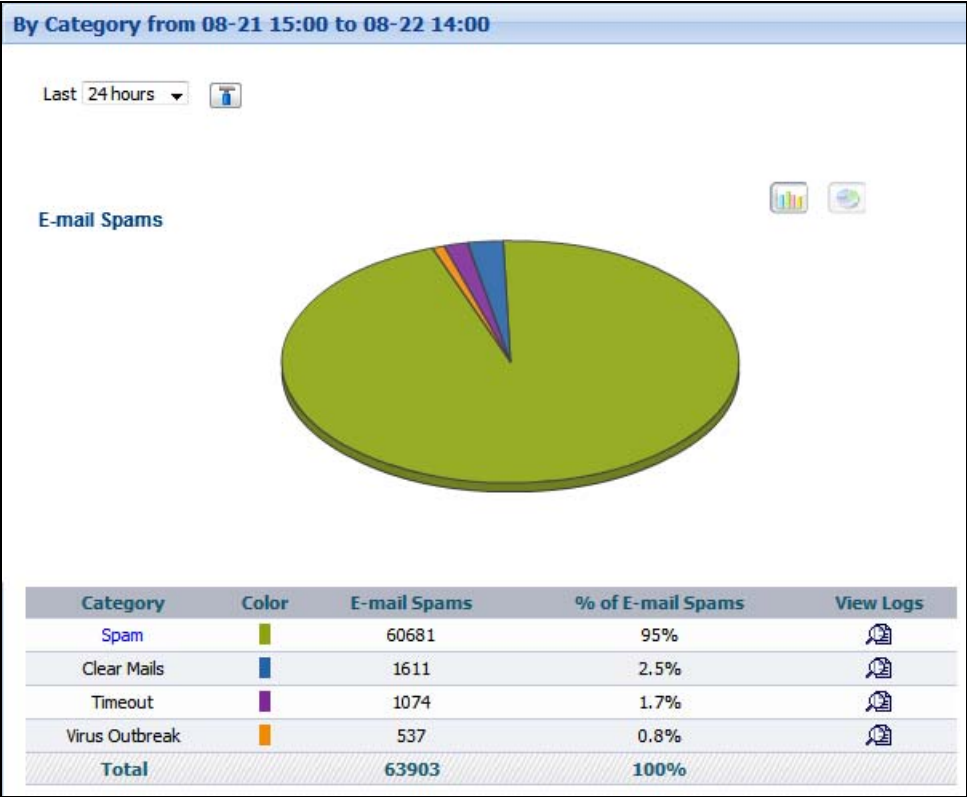 By Category from 08-21 15:00 to 08-22 14:00
Last 24 hours
E-mail Spams
Category Color E-mail Spams % of E-mail Spams View Logs
Spam 60681 95%
Clear Mails 1611 2.5%
Timeout 1074 1.7%
Virus Outbreak 537 0.8%
Total 63903 100%